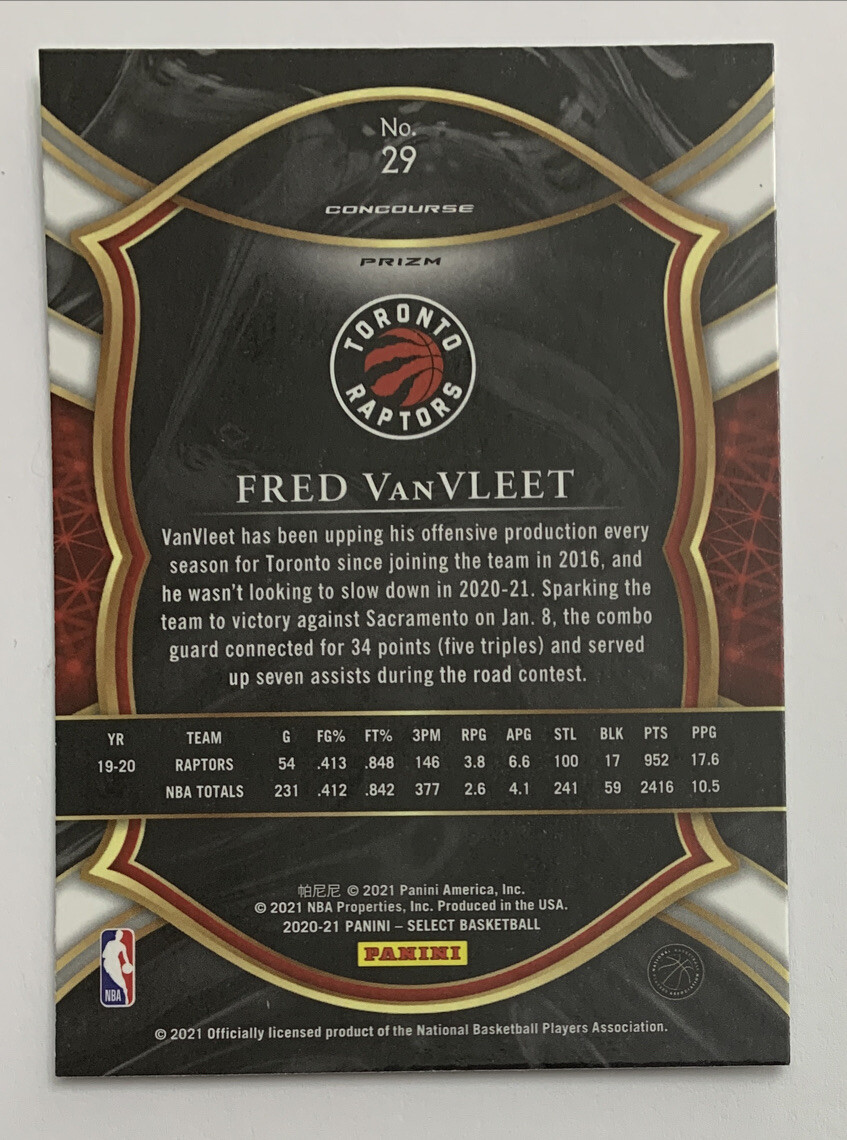 No.
29
CONCOURSE
PRIZM
TORONTO
RAPTORS
FRED VANVLEET
VanVleet has been upping his offensive production every
season for Toronto since joining the team in 2016, and
he wasn't looking to slow down in 2020-21. Sparking the
team to victory against Sacramento on Jan. 8, the combo
guard connected for 34 points (five triples) and served
up seven assists during the road contest.
YR TEAM G FG% FT% 3PM RPG APG STL BLK PTS PPG
19-20 RAPTORS 54 .413 .848 146 3.8 6.6 100 17 952 17.6
NBA TOTALS 231 .412 .842 377 2.6 4.1 241 59 2416 10.5
帕尼尼 © 2021 Panini America, Inc.
© 2021 NBA Properties, Inc. Produced in the USA.
2020-21 PANINI – SELECT BASKETBALL
PANINI
NBA
NATIONAL BASKETBALL
PLAYERS ASSOCIATION
© 2021 Officially licensed product of the National Basketball Players Association.